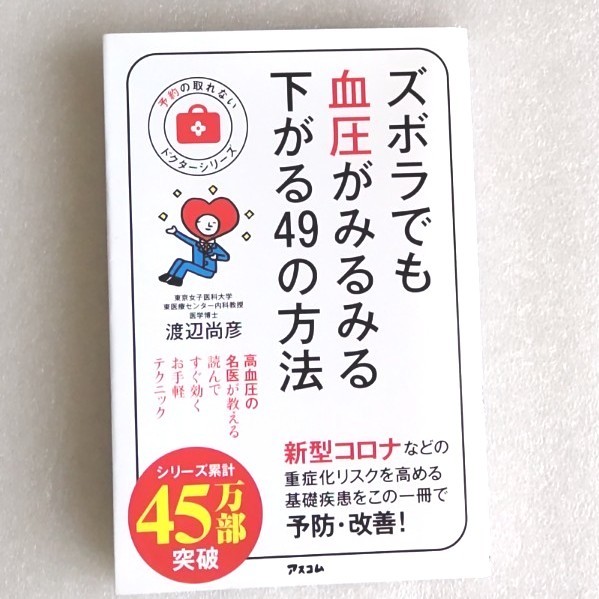 ズボラでも
血圧がみるみる
下がる49の方法
予約の取れない
ドクターシリーズ
東京女子医科大学
東医療センター内科教授
医学博士
渡辺尚彦
高血圧の
名医が教える
読んで
すぐ効く
お手軽
テクニック
新型コロナなどの
重症化リスクを高める
基礎疾患をこの一冊で
予防・改善!
シリーズ累計
45万部
突破
アスコム